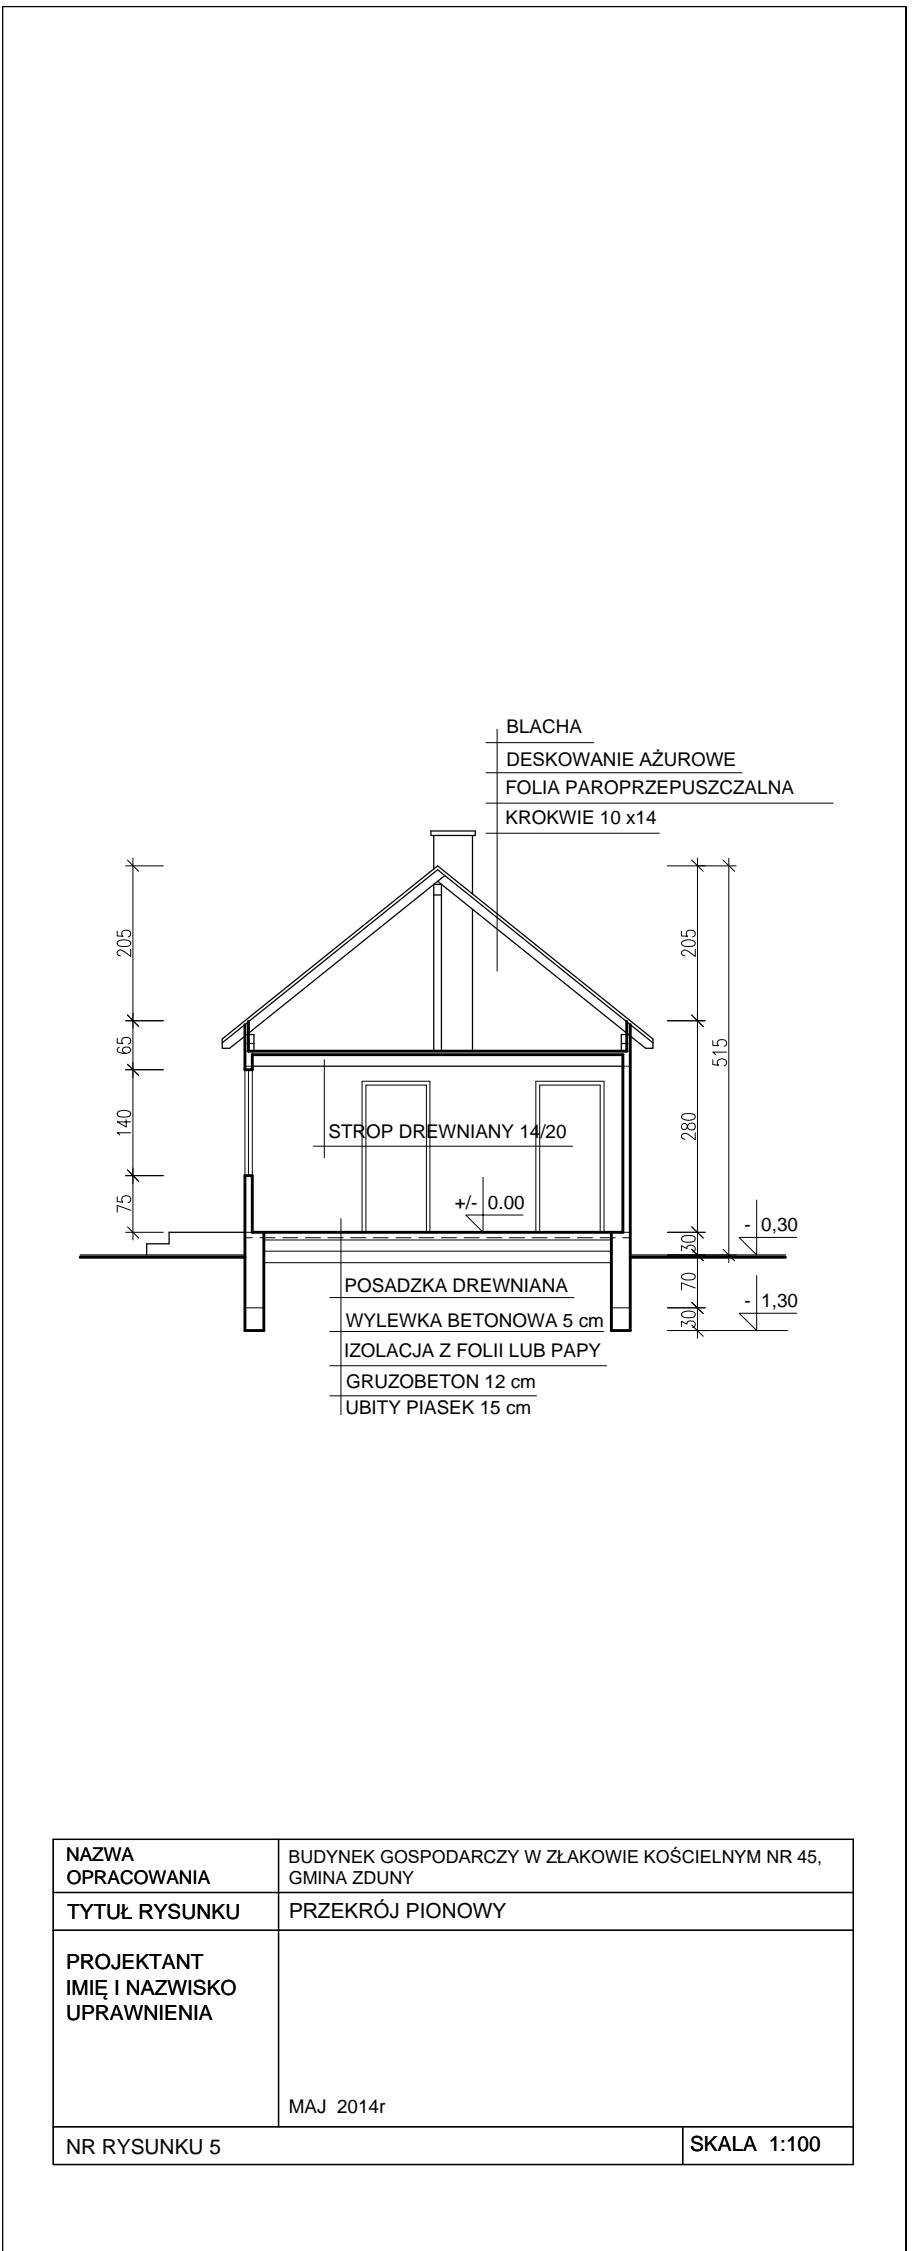 BLACHA
DESKOWANIE AŻUROWE
FOLIA PAROPRZEPUSZCZALNA
KROKWIE 10 x14
205
65
140
75
205
280
30
70
30
515
STROP DREWNIANY 14/20
+/- 0.00
- 0,30
- 1,30
POSADZKA DREWNIANA
WYLEWKA BETONOWA 5 cm
IZOLACJA Z FOLII LUB PAPY
GRUZOBETON 12 cm
UBITY PIASEK 15 cm
NAZWA
OPRACOWANIA
BUDYNEK GOSPODARCZY W ZŁAKOWIE KOŚCIELNYM NR 45,
GMINA ZDUNY
TYTUŁ RYSUNKU
PRZEKRÓJ PIONOWY
PROJEKTANT
IMIĘ I NAZWISKO
UPRAWNIENIA
MAJ 2014r
NR RYSUNKU 5
SKALA 1:100